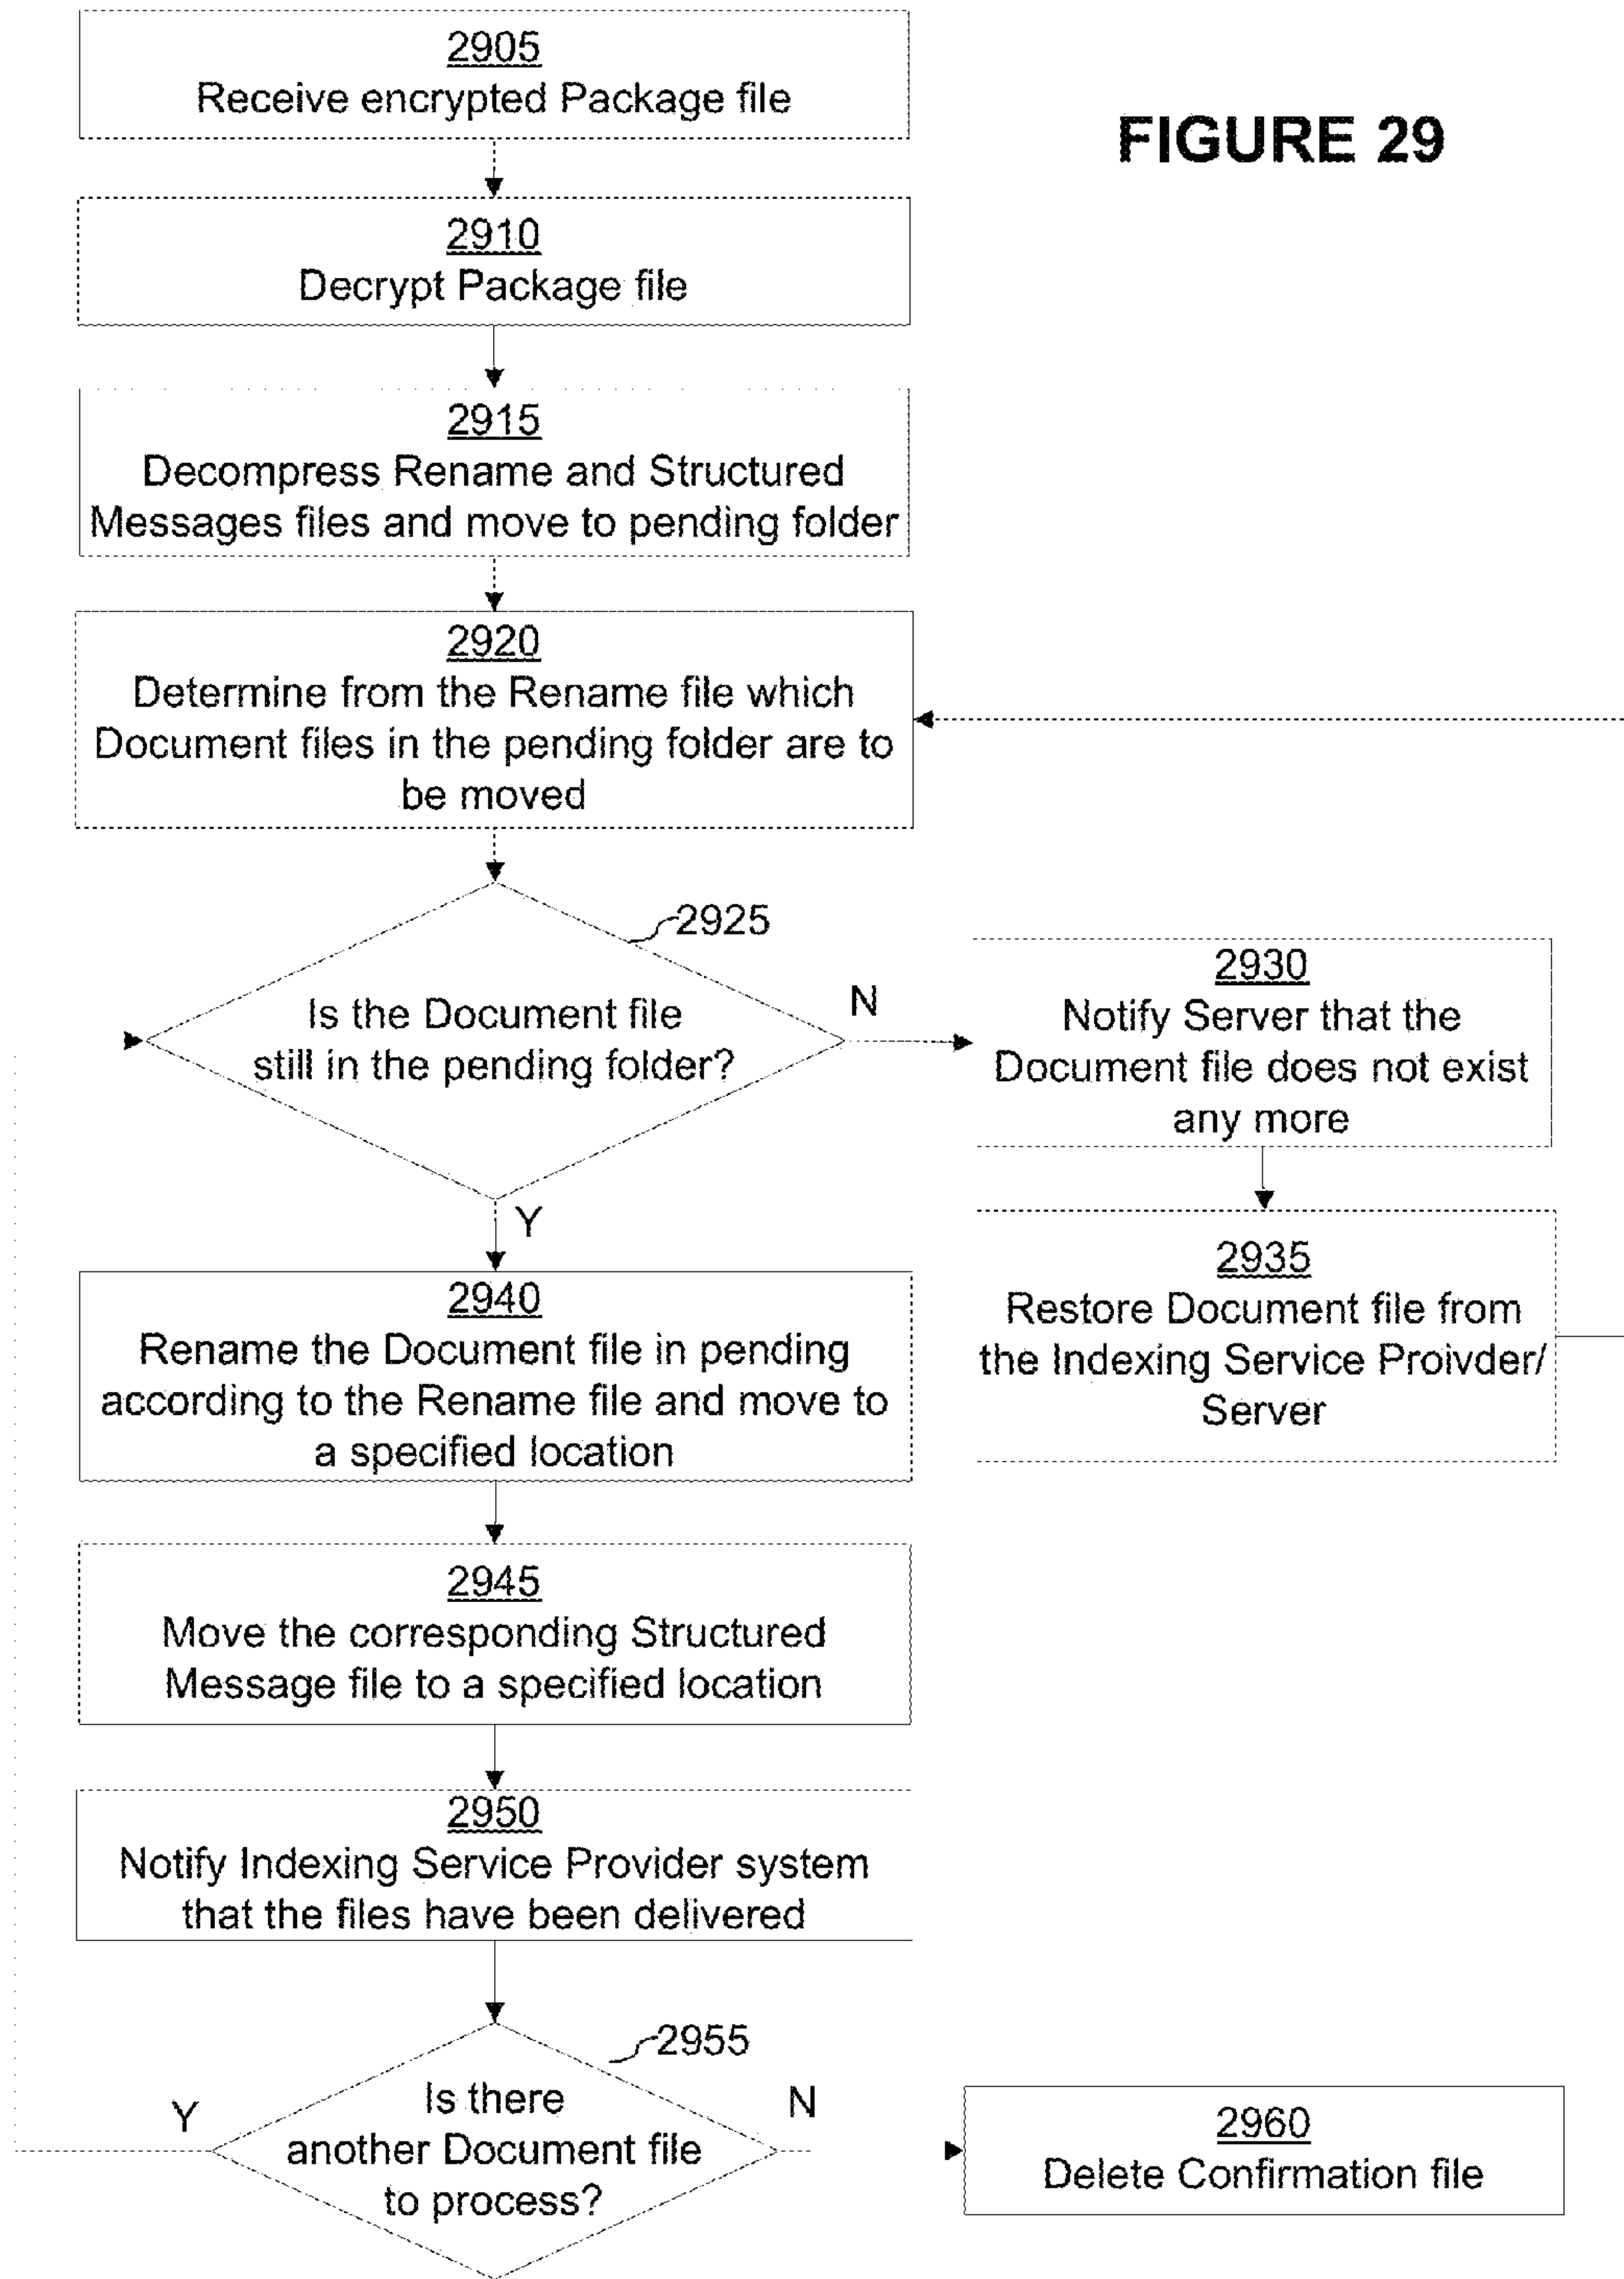 FIGURE 29
2905
Receive encrypted Package file
2910
Decrypt Package file
2915
Decompress Rename and Structured
Messages files and move to pending folder
2920
Determine from the Rename file which
Document files in the pending folder are to
be moved
2925
Is the Document file
still in the pending folder?
N
2930
Notify Server that the
Document file does not exist
any more
2935
Restore Document file from
the Indexing Service Proivder/
Server
Y
2940
Rename the Document file in pending
according to the Rename file and move to
a specified location
2945
Move the corresponding Structured
Message file to a specified location
2950
Notify Indexing Service Provider system
that the files have been delivered
2955
Is there
another Document file
to process?
Y
N
2960
Delete Confirmation file